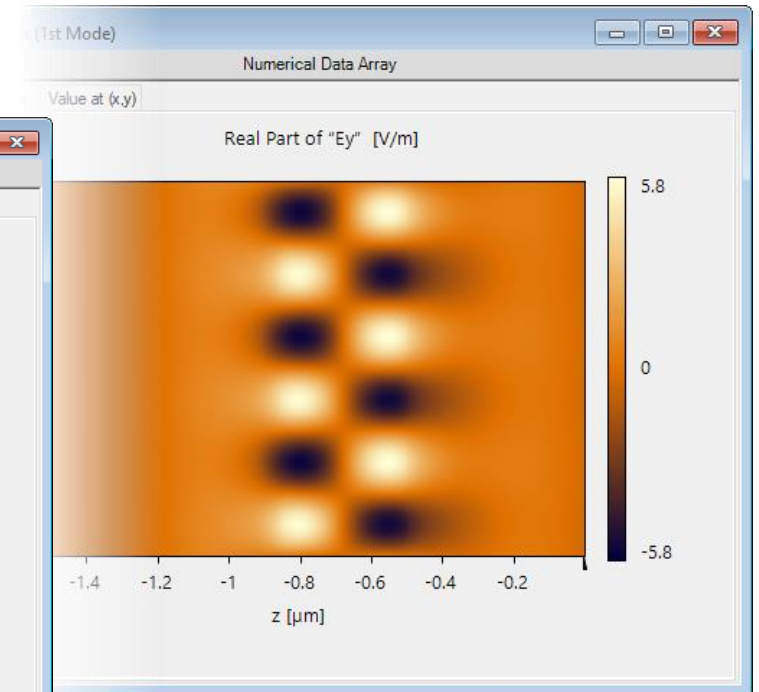 (1st Mode)
Numerical Data Array
Value at (x,y)
Real Part of "Ey" [V/m]
5.8
0
-5.8
-1.4 -1.2 -1 -0.8 -0.6 -0.4 -0.2
z [µm]